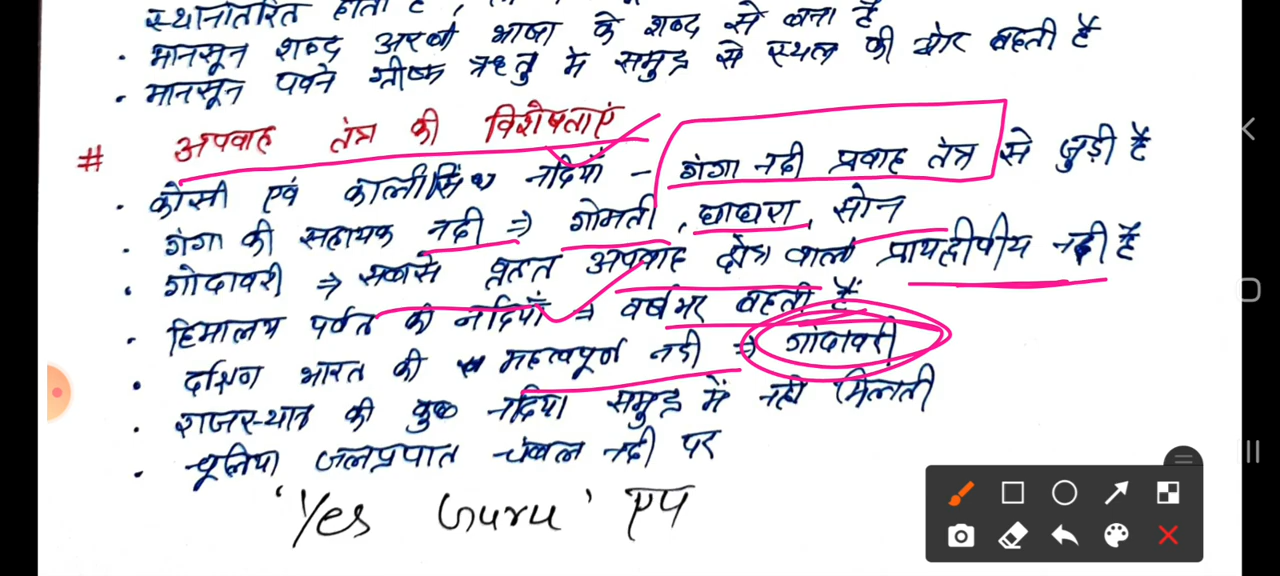 स्थानांतरित होता है,
• मानसून शब्द अरबी भाषा के शब्द से बना है
• मानसून पवने ग्रीष्म ऋतु मे समुद्र से स्थल की ओर बहती है
# अपवाह तंत्र की विशेषताएं
• कोसी एवं कालीसिंध नदियाँ - गंगा नदी प्रवाह तंत्र से जुड़ी है
• गंगा की सहायक नदी ⇒ गोमती, घाघरा, सोन
• गोदावरी ⇒ सबसे वृहत अपवाह क्षेत्र वाली प्रायद्वीपीय नदी है
• हिमालय पर्वत की नदियाँ ⇒ वर्षभर बहती हैं
• दक्षिण भारत की महत्वपूर्ण नदी ⇒ गोदावरी
• राजस्थान की कुछ नदिया समुद्र में नही मिलती
• चूलिया जलप्रपात चंबल नदी पर
'Yes Guru' एप